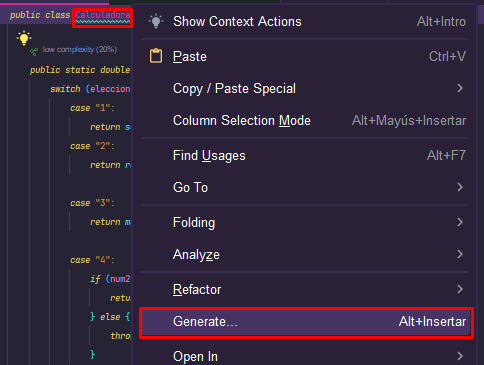 public class Calculadora
low complexity (20%)
public static double
switch (eleccion
case "1":
return s
case "2":
return r
case "3":
return m
case "4":
if (num2
retu
} else {
thro
}
Show Context Actions Alt+Intro
Paste Ctrl+V
Copy / Paste Special
Column Selection Mode Alt+Mayús+Insertar
Find Usages Alt+F7
Go To
Folding
Analyze
Refactor
Generate... Alt+Insertar
Open In